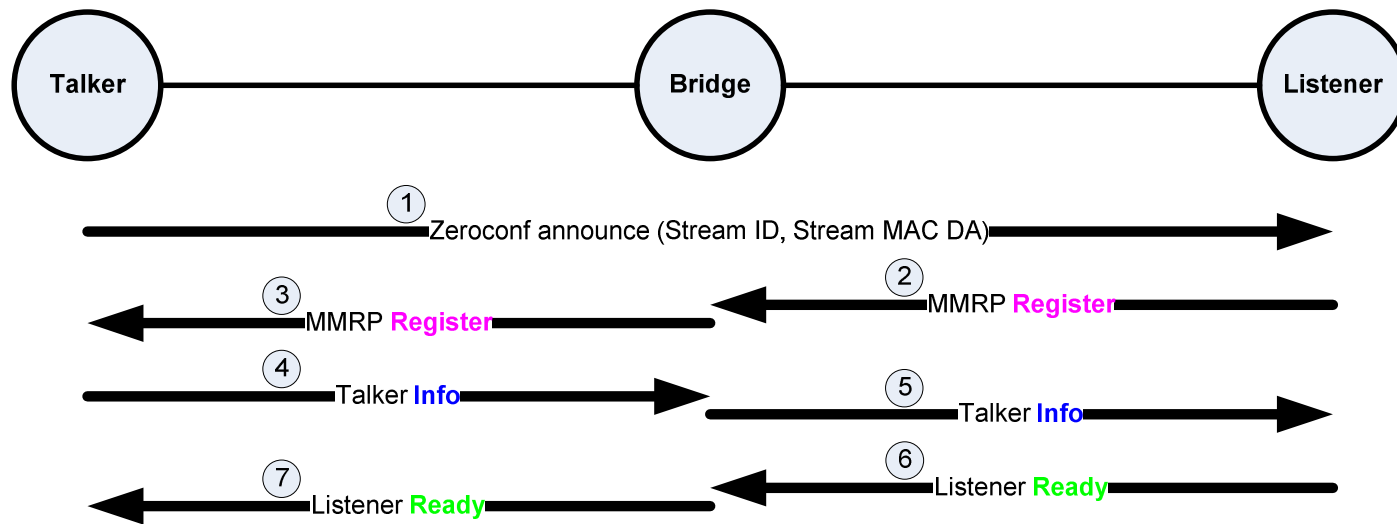 Talker
Bridge
Listener
1
Zeroconf announce (Stream ID, Stream MAC DA)
2
MMRP Register
3
MMRP Register
4
Talker Info
5
Talker Info
6
Listener Ready
7
Listener Ready